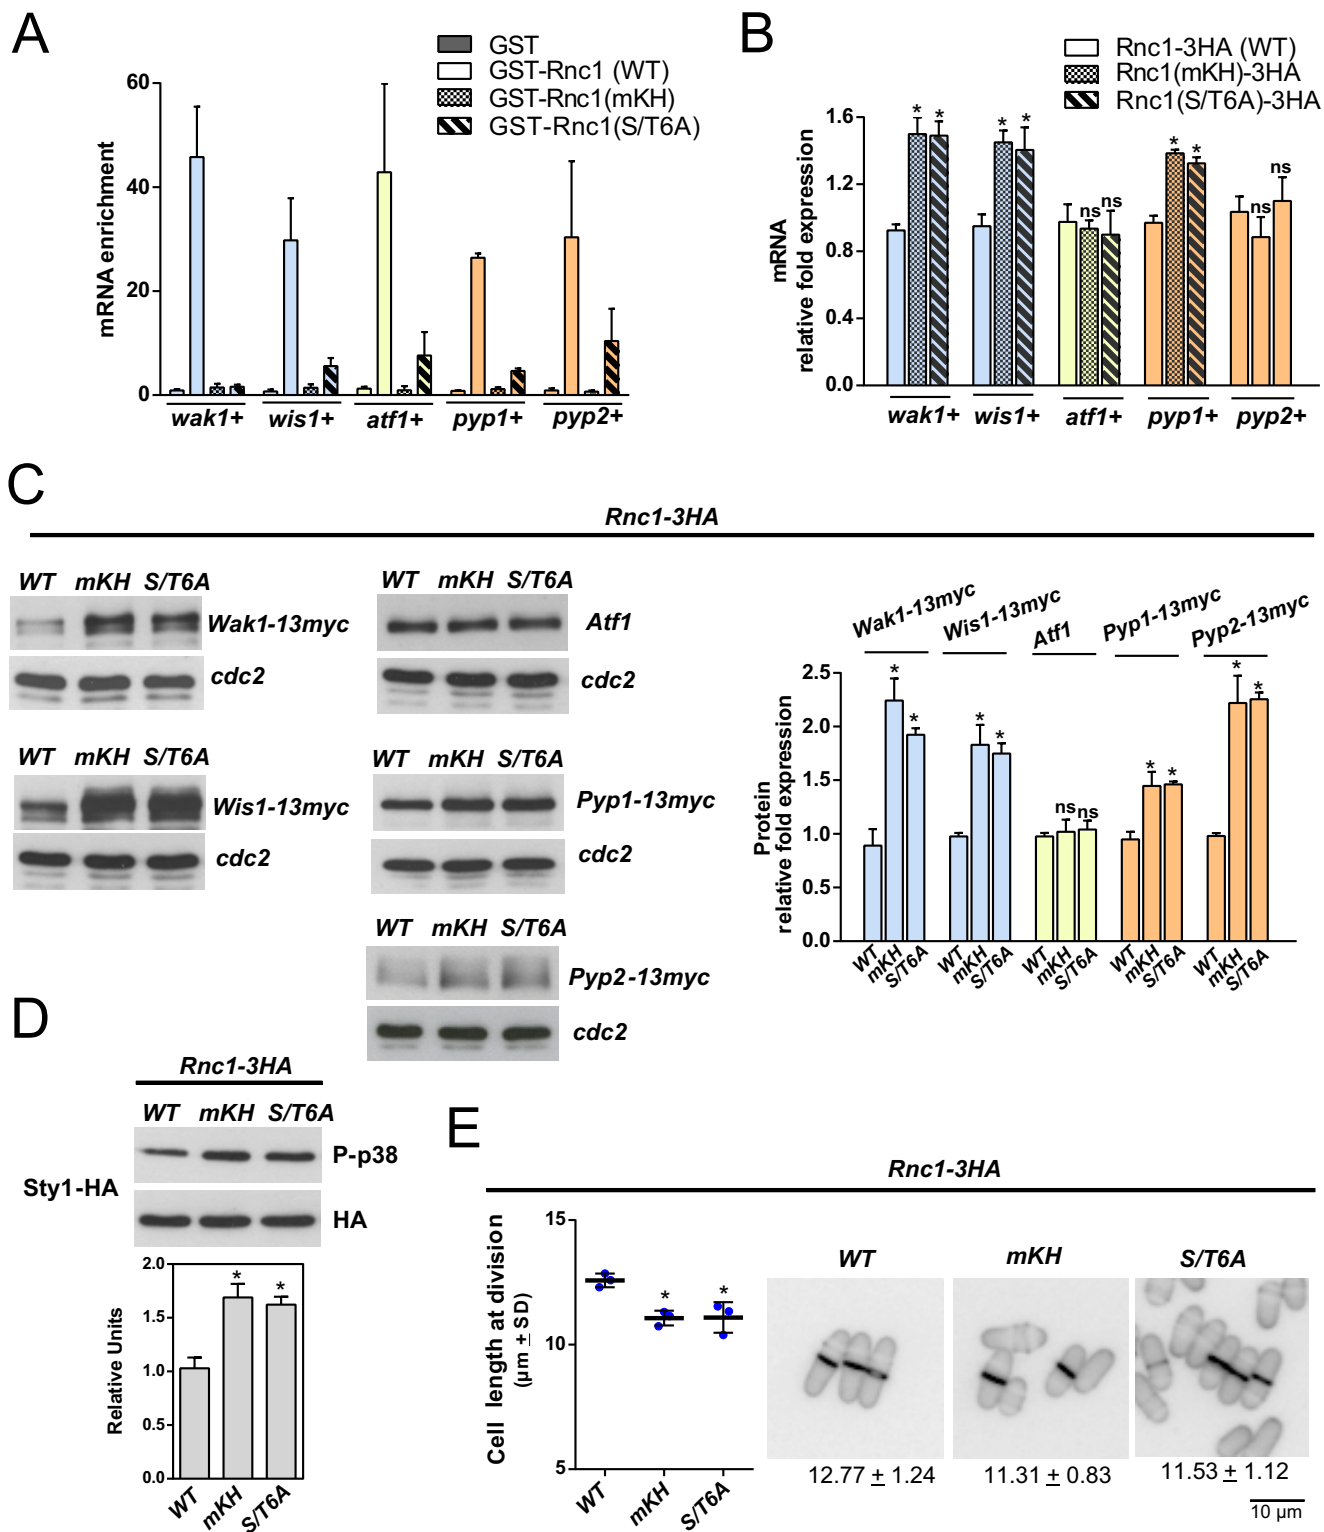 A
GST
GST-Rnc1 (WT)
GST-Rnc1(mKH)
GST-Rnc1(S/T6A)
mRNA enrichment
60
40
20
0
wak1+ wis1+ atf1+ pyp1+ pyp2+
B
Rnc1-3HA (WT)
Rnc1(mKH)-3HA
Rnc1(S/T6A)-3HA
mRNA
relative fold expression
1.6
1.2
0.8
0.4
0.0
* * * * ns ns * * ns ns
wak1+ wis1+ atf1+ pyp1+ pyp2+
C
Rnc1-3HA
WT mKH S/T6A
Wak1-13myc
cdc2
WT mKH S/T6A
Wis1-13myc
cdc2
WT mKH S/T6A
Atf1
cdc2
WT mKH S/T6A
Pyp1-13myc
cdc2
WT mKH S/T6A
Pyp2-13myc
cdc2
Wak1-13myc Wis1-13myc Atf1 Pyp1-13myc Pyp2-13myc
Protein
relative fold expression
2.5
2.0
1.5
1.0
0.5
0.0
* * * * ns ns * * * *
WT mKH S/T6A WT mKH S/T6A WT mKH S/T6A WT mKH S/T6A WT mKH S/T6A
D
Rnc1-3HA
WT mKH S/T6A
P-p38
Sty1-HA
HA
Relative Units
2.0
1.5
1.0
0.5
0.0
* *
WT mKH S/T6A
E
Rnc1-3HA
Cell length at division
(µm ± SD)
15
10
5
* *
WT mKH S/T6A
WT mKH S/T6A
12.77 ± 1.24 11.31 ± 0.83 11.53 ± 1.12
10 µm